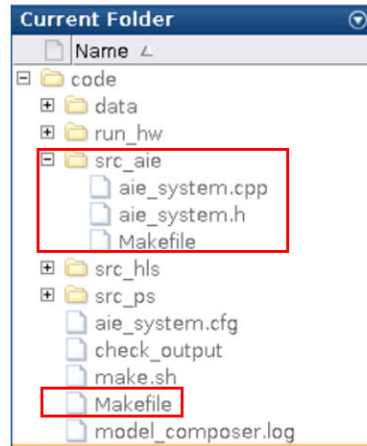 Current Folder
Name
code
data
run_hw
src_aie
aie_system.cpp
aie_system.h
Makefile
src_hls
src_ps
aie_system.cfg
check_output
make.sh
Makefile
model_composer.log